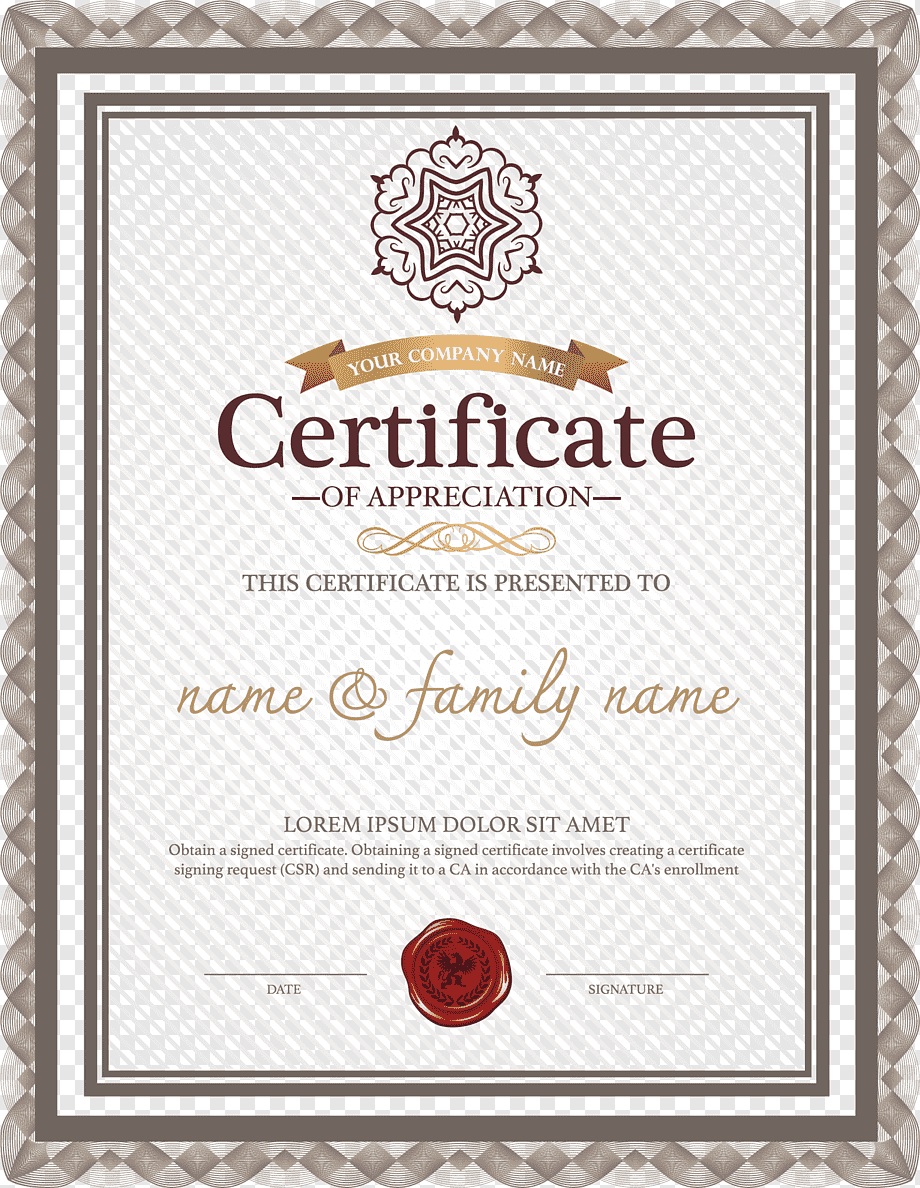 YOUR COMPANY NAME
Certificate
—OF APPRECIATION—
THIS CERTIFICATE IS PRESENTED TO
name & family name
LOREM IPSUM DOLOR SIT AMET
Obtain a signed certificate. Obtaining a signed certificate involves creating a certificate
signing request (CSR) and sending it to a CA in accordance with the CA's enrollment
DATE
SIGNATURE